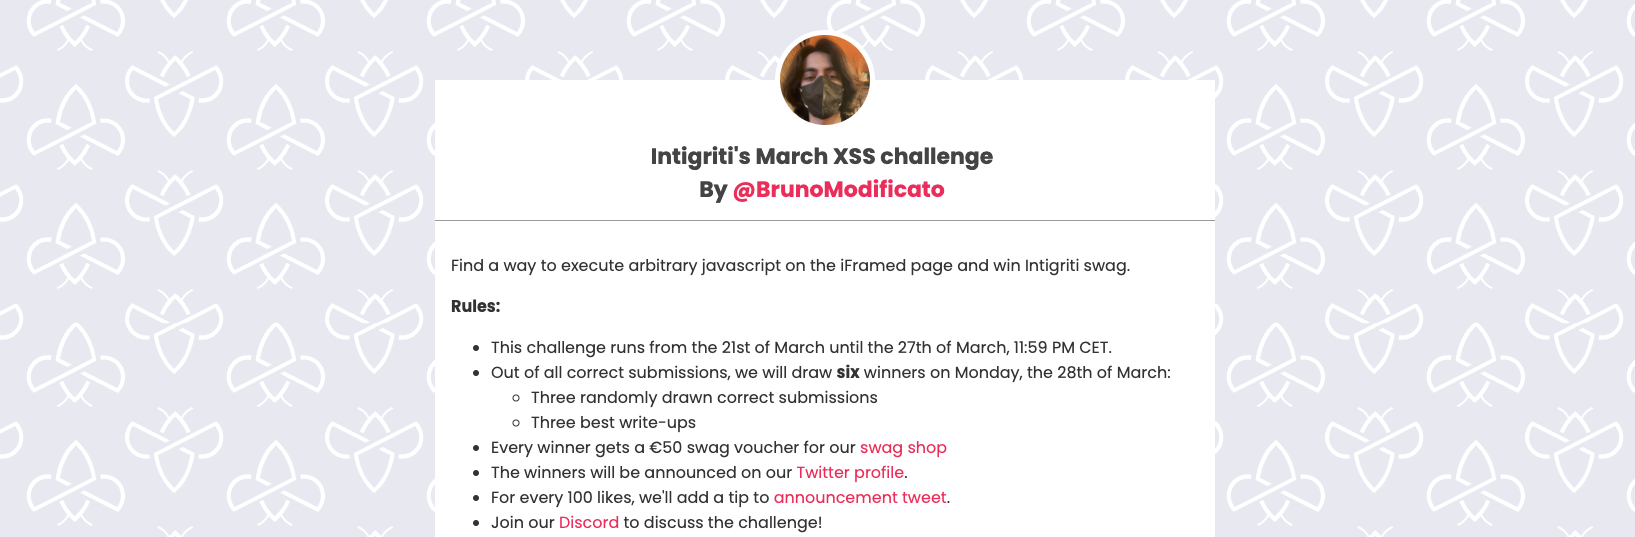 Intigriti's March XSS challenge
By @BrunoModificato
Find a way to execute arbitrary javascript on the iFramed page and win Intigriti swag.
Rules:
This challenge runs from the 21st of March until the 27th of March, 11:59 PM CET.
Out of all correct submissions, we will draw six winners on Monday, the 28th of March:
Three randomly drawn correct submissions
Three best write-ups
Every winner gets a €50 swag voucher for our swag shop
The winners will be announced on our Twitter profile.
For every 100 likes, we'll add a tip to announcement tweet.
Join our Discord to discuss the challenge!